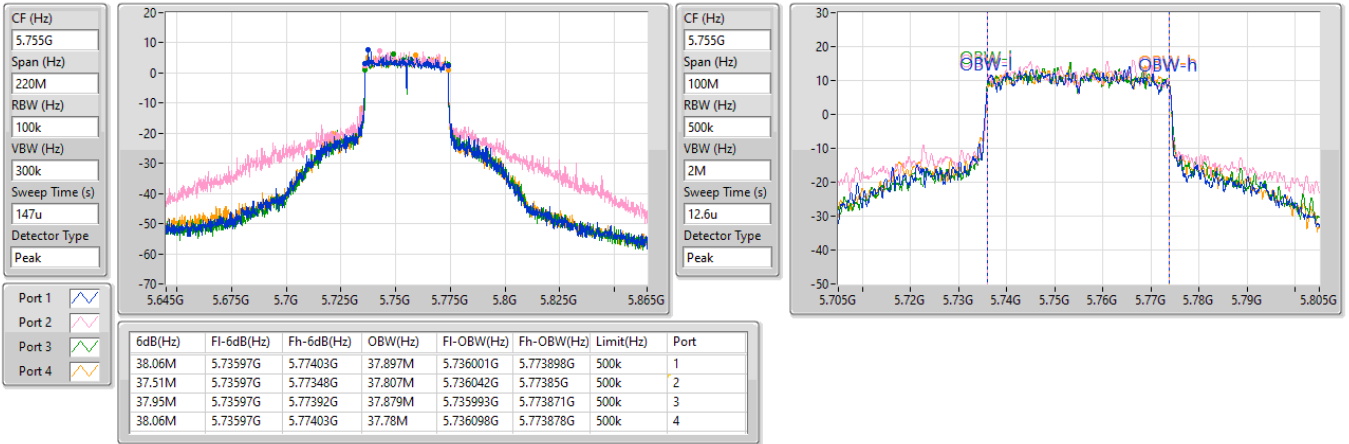 CF (Hz)
5.755G
Span (Hz)
220M
RBW (Hz)
100k
VBW (Hz)
300k
Sweep Time (s)
147u
Detector Type
Peak
20
10
0
-10
-20
-30
-40
-50
-60
-70
5.645G 5.675G 5.7G 5.725G 5.75G 5.775G 5.8G 5.825G 5.865G
CF (Hz)
5.755G
Span (Hz)
100M
RBW (Hz)
500k
VBW (Hz)
2M
Sweep Time (s)
12.6u
Detector Type
Peak
30
20
10
0
-10
-20
-30
-40
-50
OBW-l OBW-h
5.705G 5.72G 5.73G 5.74G 5.75G 5.76G 5.77G 5.78G 5.79G 5.805G
Port 1
Port 2
Port 3
Port 4
6dB(Hz) Fl-6dB(Hz) Fh-6dB(Hz) OBW(Hz) Fl-OBW(Hz) Fh-OBW(Hz) Limit(Hz) Port
38.06M 5.73597G 5.77403G 37.897M 5.736001G 5.773898G 500k 1
37.51M 5.73597G 5.77348G 37.807M 5.736042G 5.77385G 500k 2
37.95M 5.73597G 5.77392G 37.879M 5.735993G 5.773871G 500k 3
38.06M 5.73597G 5.77403G 37.78M 5.736098G 5.773878G 500k 4